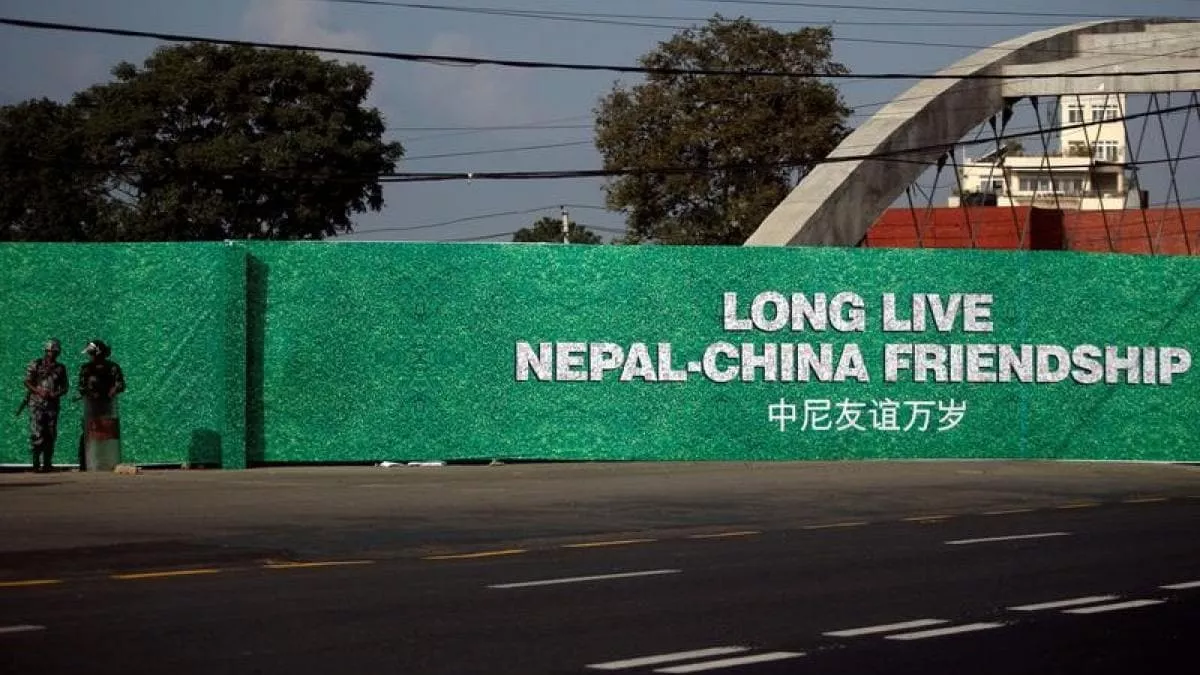 LONG LIVE
NEPAL-CHINA FRIENDSHIP
中尼友谊万岁